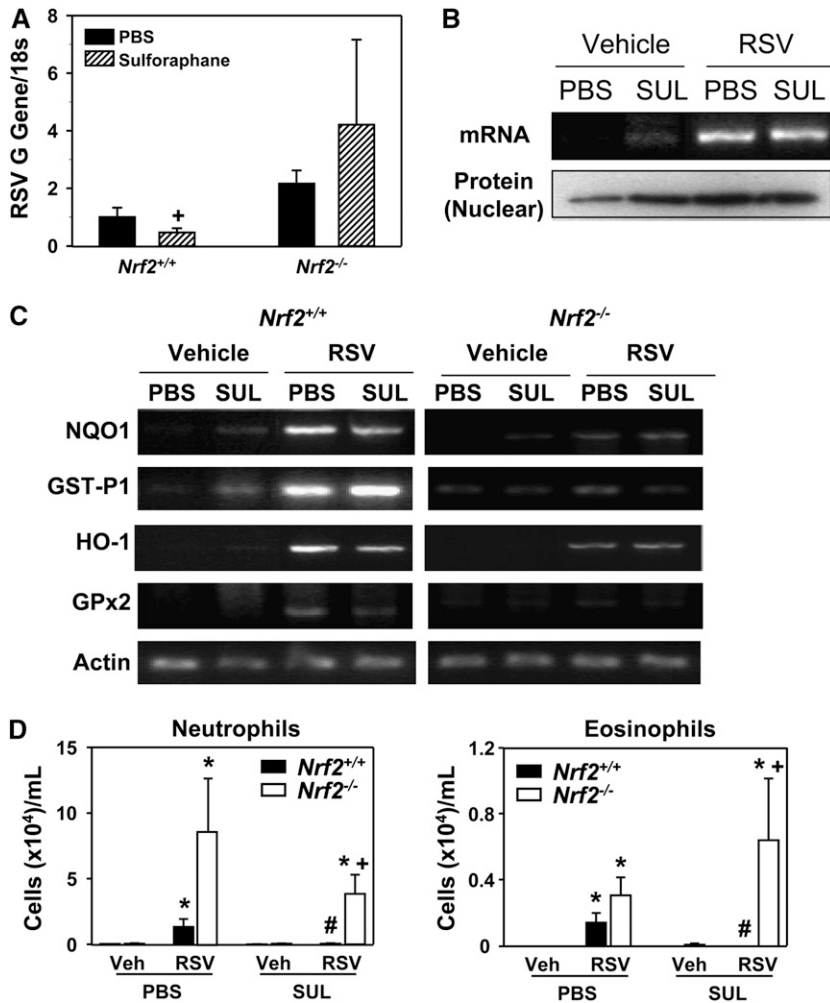 A
RSV G Gene/18s
8
6
4
2
0
PBS
Sulforaphane
+
Nrf2+/+
Nrf2-/-
B
Vehicle RSV
PBS SUL PBS SUL
mRNA
Protein
(Nuclear)
C
Nrf2+/+ Nrf2-/-
Vehicle RSV Vehicle RSV
PBS SUL PBS SUL PBS SUL PBS SUL
NQO1
GST-P1
HO-1
GPx2
Actin
D
Neutrophils
Cells (x10⁴)/mL
15
10
5
0
Nrf2+/+
Nrf2-/-
* * # * +
Veh RSV Veh RSV
PBS SUL
Eosinophils
Cells (x10⁴)/mL
1.2
0.8
0.4
0
Nrf2+/+
Nrf2-/-
* * # * +
Veh RSV Veh RSV
PBS SUL